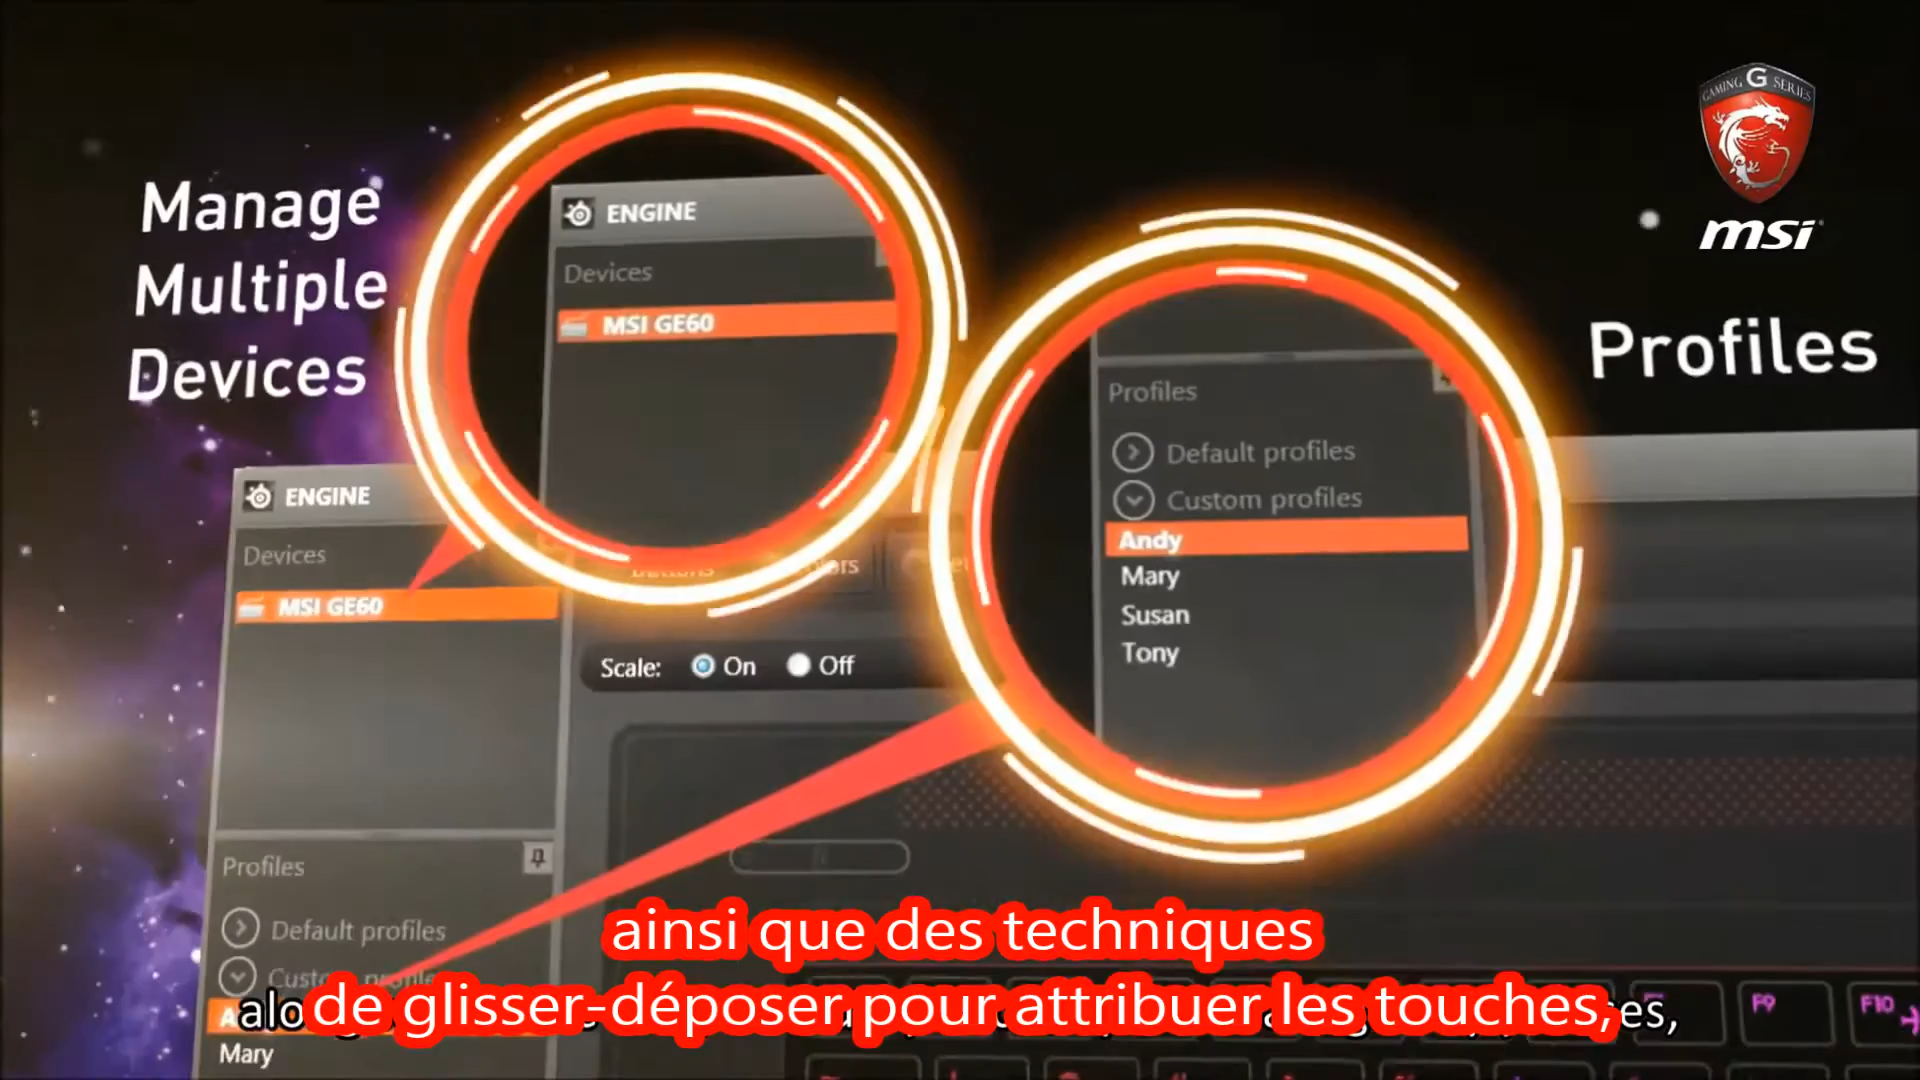 GAMING G SERIES
msi
Manage
Multiple
Devices
ENGINE
Devices
MSI GE60
Profiles
Profiles
Default profiles
Custom profiles
Andy
Mary
Susan
Tony
ENGINE
Devices
MSI GE60
Scale: On Off
Profiles
Default profiles
Mary
F9
F10
ainsi que des techniques
de glisser-déposer pour attribuer les touches,